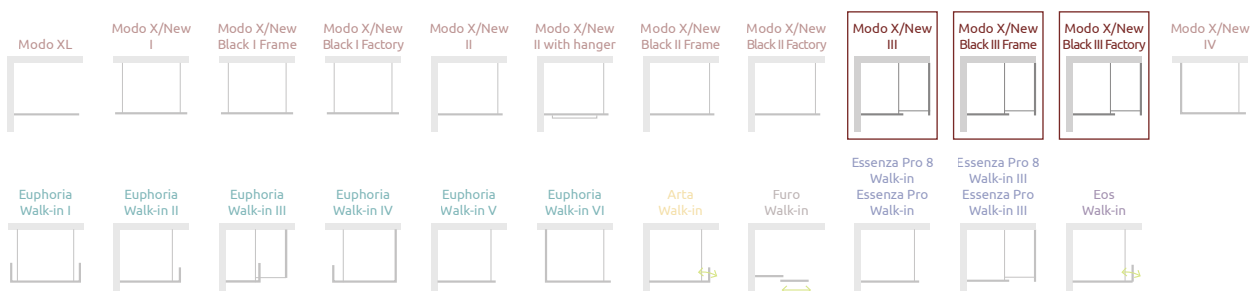 Modo XL
Modo X/New
I
Modo X/New
Black I Frame
Modo X/New
Black I Factory
Modo X/New
II
Modo X/New
II with hanger
Modo X/New
Black II Frame
Modo X/New
Black II Factory
Modo X/New
III
Modo X/New
Black III Frame
Modo X/New
Black III Factory
Modo X/New
IV
Euphoria
Walk-in I
Euphoria
Walk-in II
Euphoria
Walk-in III
Euphoria
Walk-in IV
Euphoria
Walk-in V
Euphoria
Walk-in VI
Arta
Walk-in
Furo
Walk-in
Essenza Pro 8
Walk-in
Essenza Pro
Walk-in
Essenza Pro 8
Walk-in III
Essenza Pro
Walk-in III
Eos
Walk-in